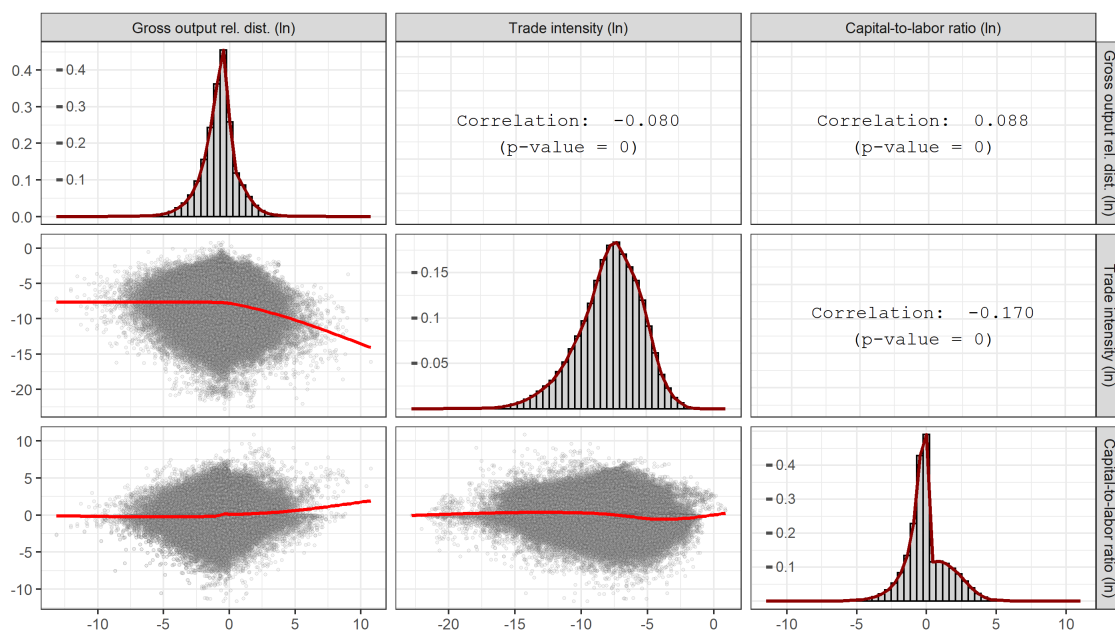 Gross output rel. dist. (ln)
Trade intensity (ln)
Capital-to-labor ratio (ln)
0.4
0.3
0.2
0.1
0.0
0.4
0.3
0.2
0.1
Correlation:  -0.080
(p-value = 0)
Correlation:  0.088
(p-value = 0)
Gross output rel. dist. (ln)
0
-5
-10
-15
-20
0.15
0.1
0.05
Correlation:  -0.170
(p-value = 0)
Trade intensity (ln)
10
5
0
-5
-10
0.4
0.3
0.2
0.1
Capital-to-labor ratio (ln)
-10 -5 0 5 10
-20 -15 -10 -5 0
-10 -5 0 5 10